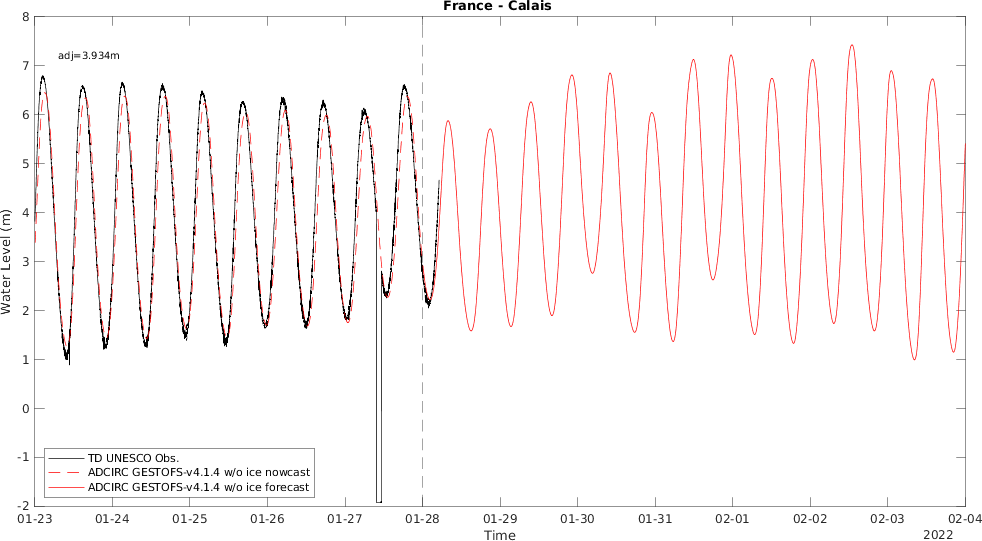 France - Calais
adj=3.934m
Water Level (m)
8
7
6
5
4
3
2
1
0
-1
-2
TD UNESCO Obs.
ADCIRC GESTOFS-v4.1.4 w/o ice nowcast
ADCIRC GESTOFS-v4.1.4 w/o ice forecast
01-23 01-24 01-25 01-26 01-27 01-28 01-29 01-30 01-31 02-01 02-02 02-03 02-04
Time
2022